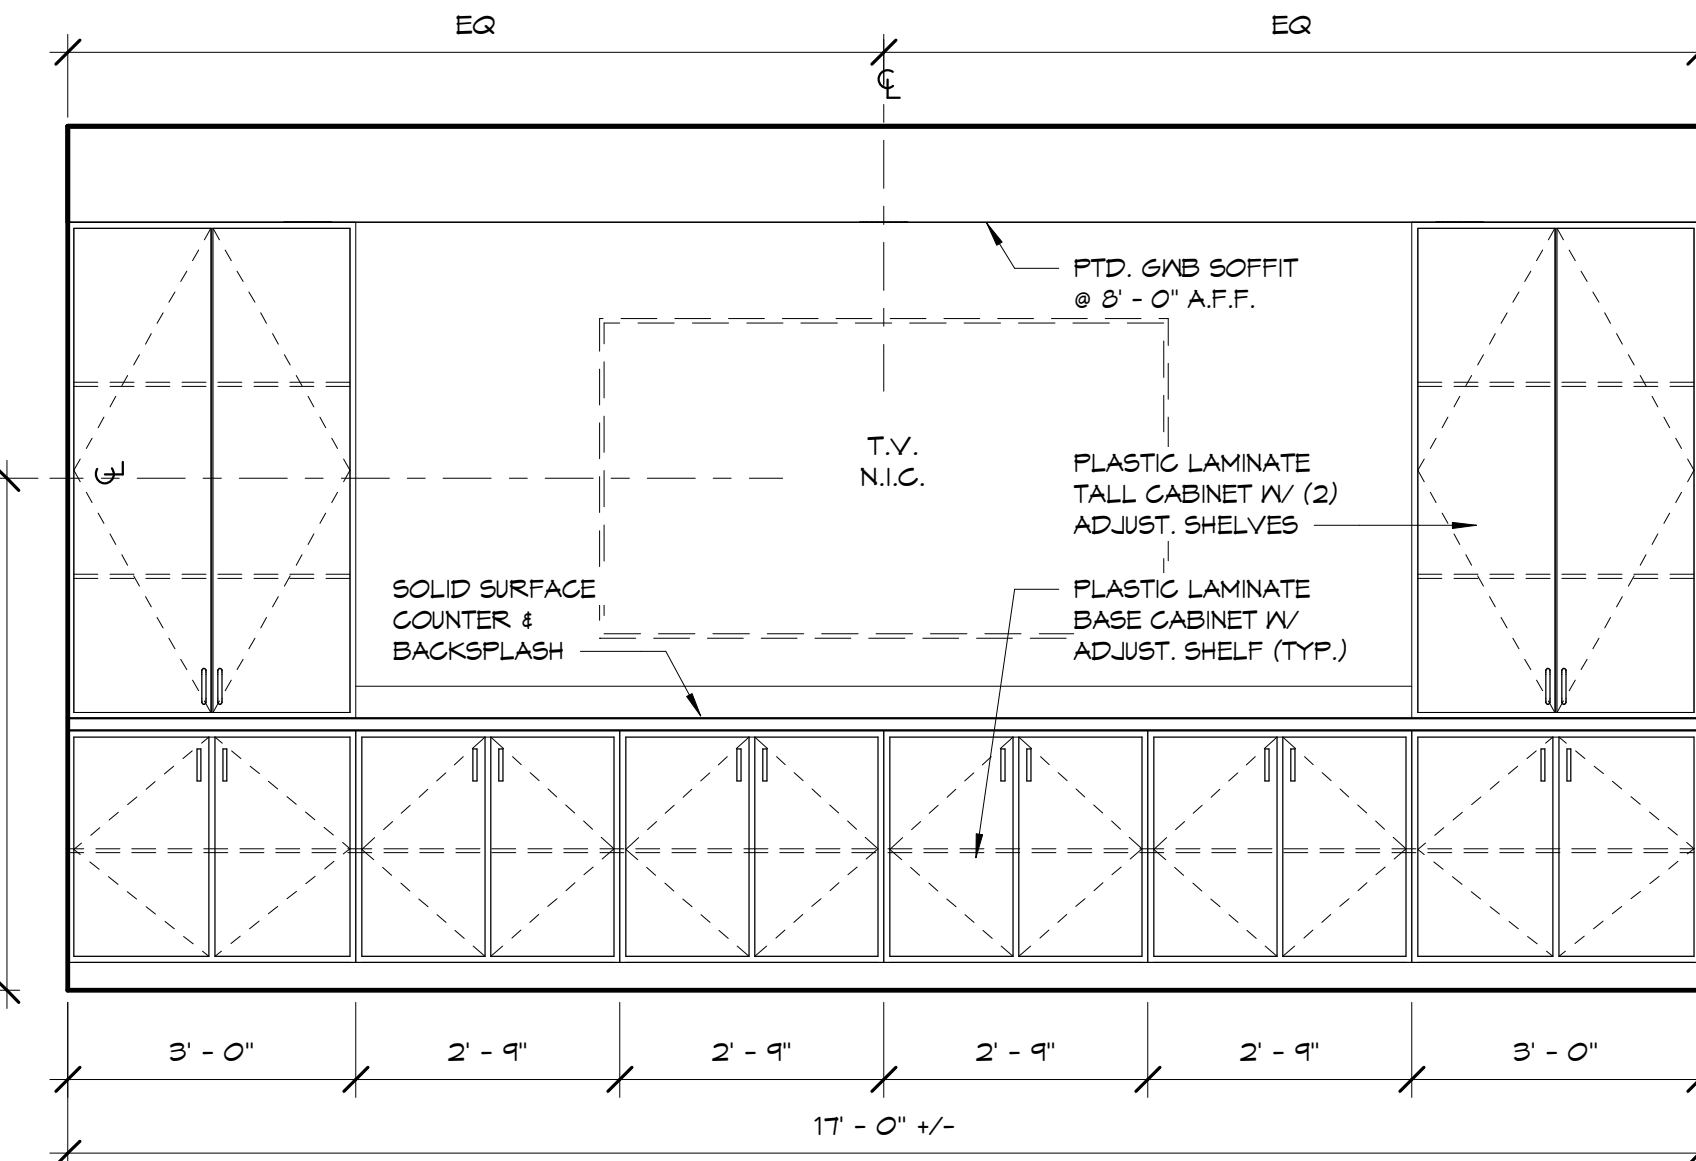 EQ
EQ
℄
PTD. GWB SOFFIT
@ 8' - 0" A.F.F.
T.V.
N.I.C.
PLASTIC LAMINATE
TALL CABINET W/ (2)
ADJUST. SHELVES
℄
SOLID SURFACE
COUNTER &
BACKSPLASH
PLASTIC LAMINATE
BASE CABINET W/
ADJUST. SHELF (TYP.)
3' - 0"
2' - 9"
2' - 9"
2' - 9"
2' - 9"
3' - 0"
17' - 0" +/-